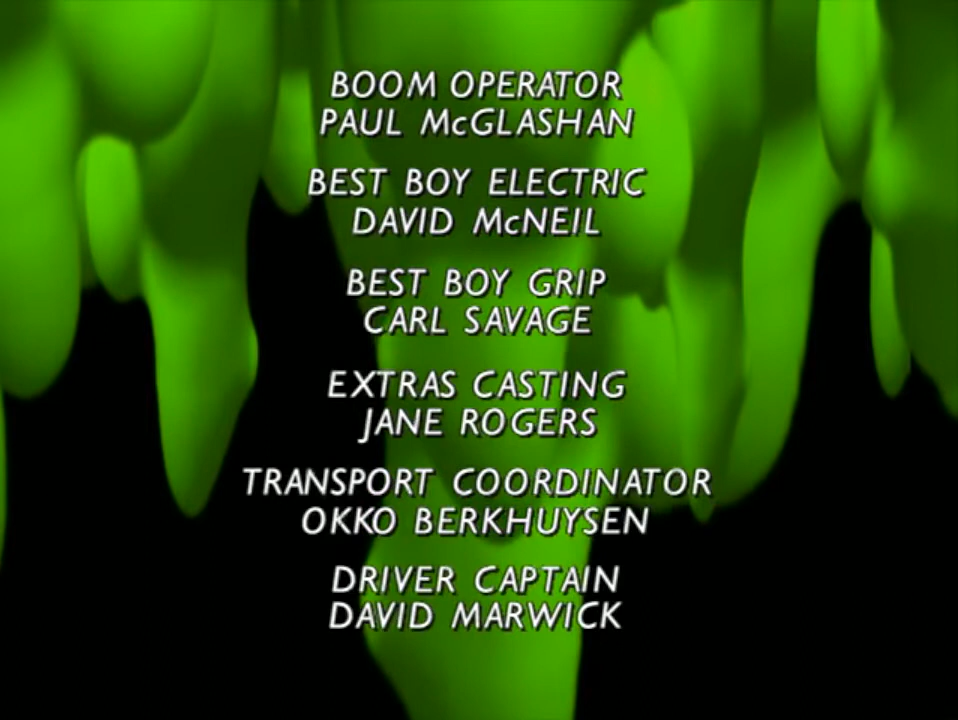 BOOM OPERATOR
PAUL McGLASHAN
BEST BOY ELECTRIC
DAVID McNEIL
BEST BOY GRIP
CARL SAVAGE
EXTRAS CASTING
JANE ROGERS
TRANSPORT COORDINATOR
OKKO BERKHUYSEN
DRIVER CAPTAIN
DAVID MARWICK